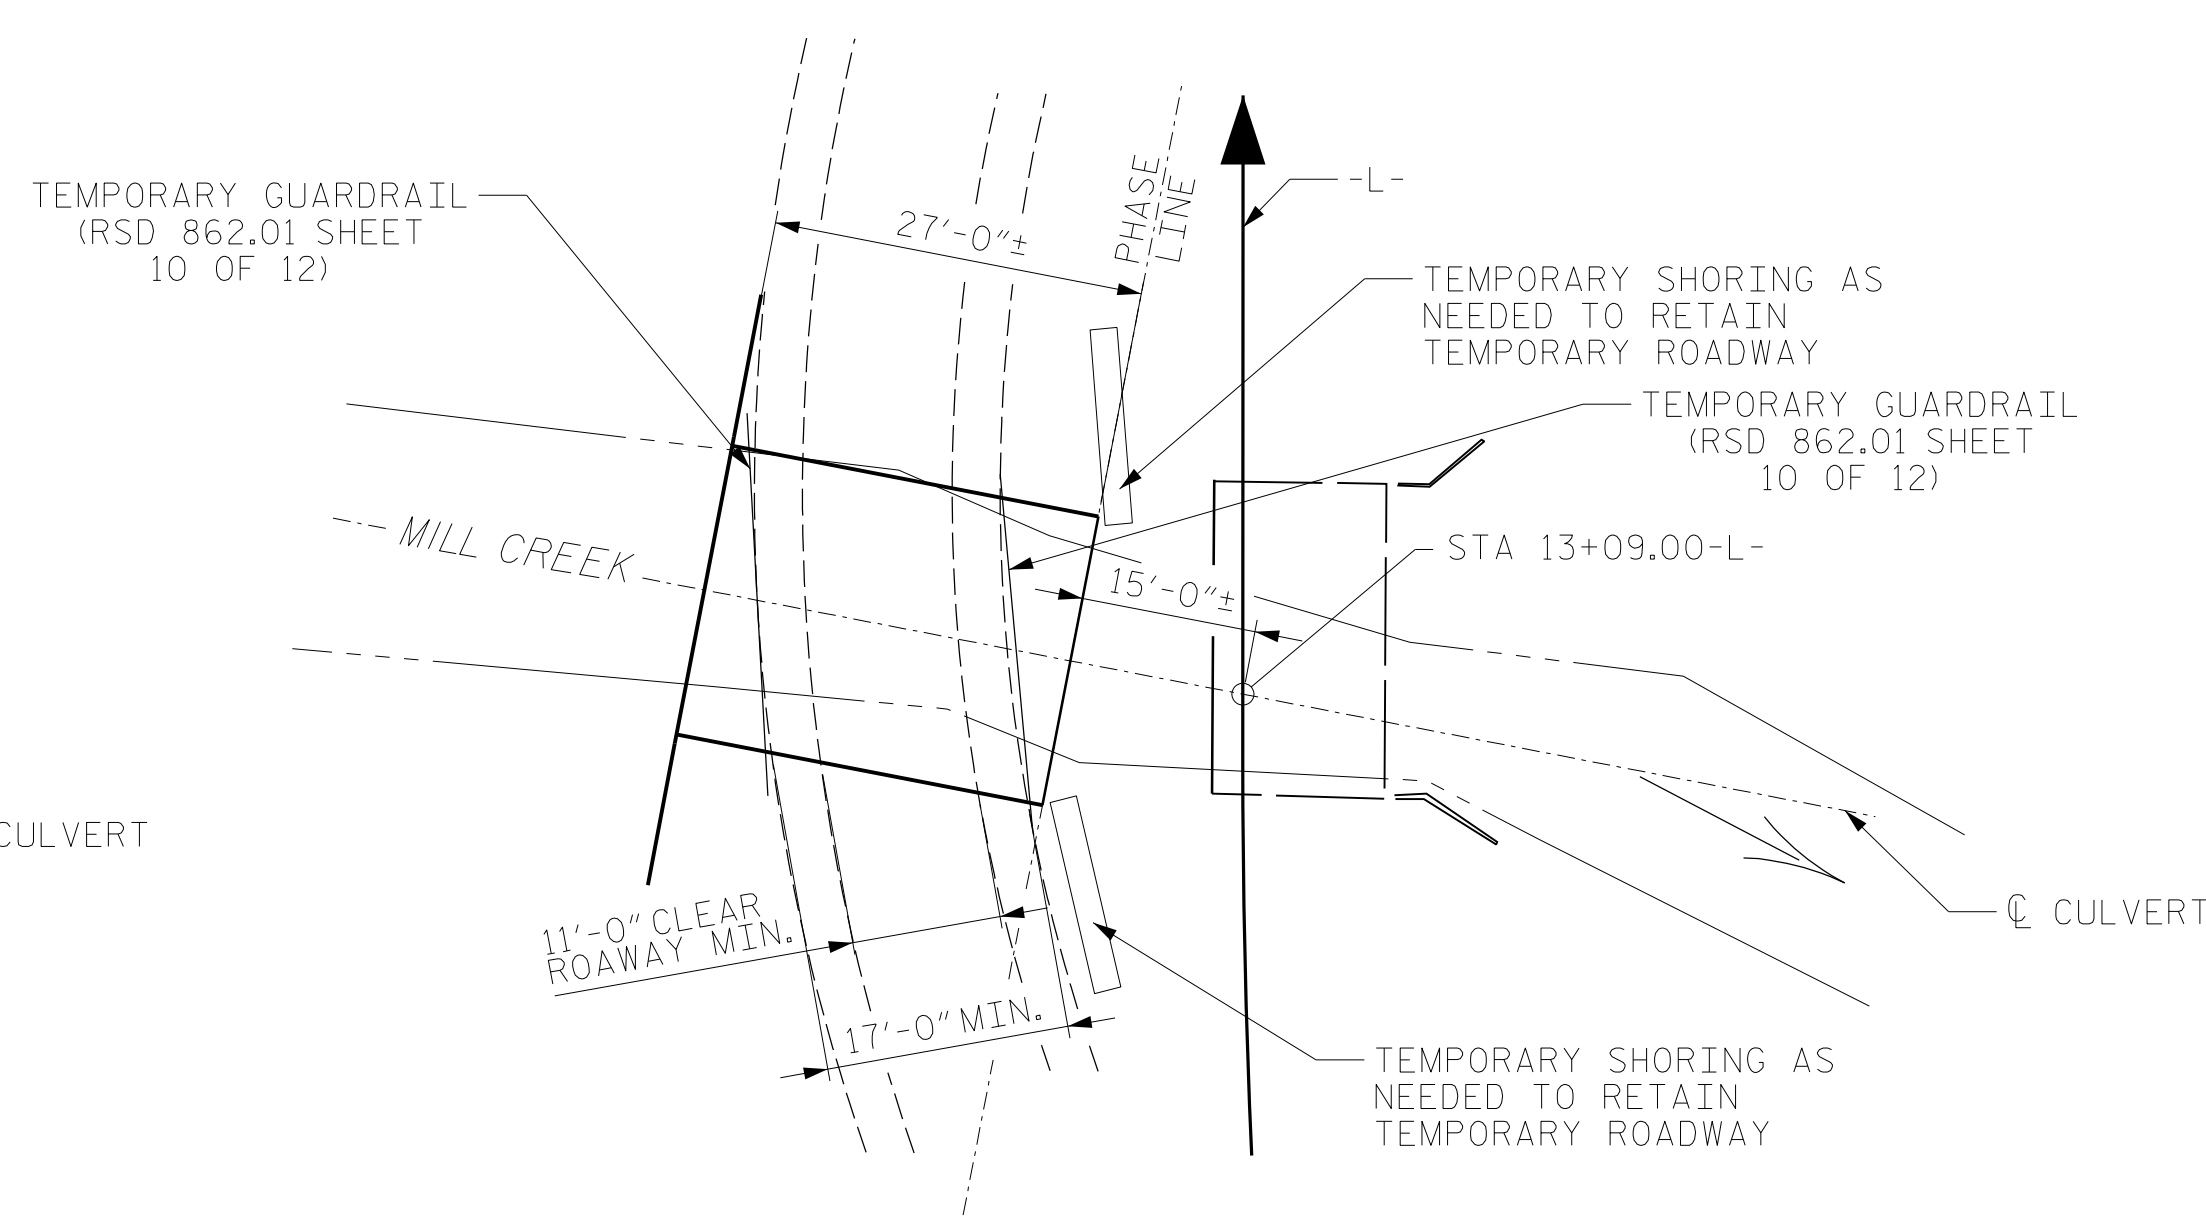 TEMPORARY GUARDRAIL
(RSD 862.01 SHEET
10 OF 12)
27'-0"±
PHASE
LINE
-L-
TEMPORARY SHORING AS
NEEDED TO RETAIN
TEMPORARY ROADWAY
TEMPORARY GUARDRAIL
(RSD 862.01 SHEET
10 OF 12)
MILL CREEK
15'-0"±
STA 13+09.00-L-
CULVERT
11'-0" CLEAR
ROAWAY MIN.
℄ CULVERT
17'-0" MIN.
TEMPORARY SHORING AS
NEEDED TO RETAIN
TEMPORARY ROADWAY